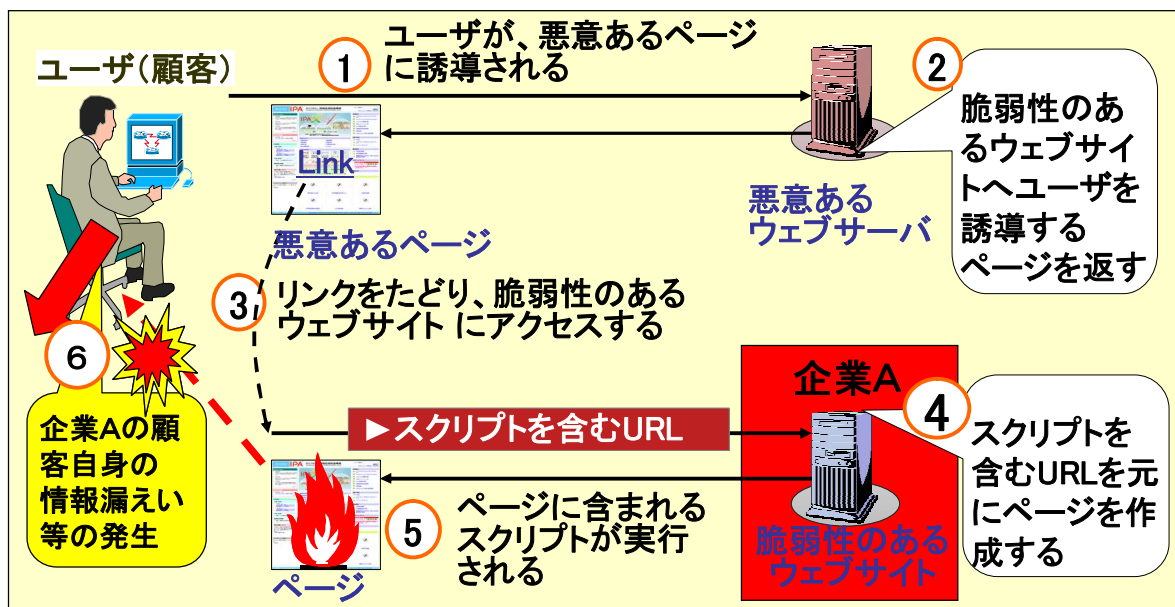 ユーザ(顧客)
①
ユーザが、悪意あるページ
に誘導される
②
脆弱性のあ
るウェブサイ
トへユーザを
誘導する
ページを返す
IPA
Link
悪意あるページ
悪意ある
ウェブサーバ
③
リンクをたどり、脆弱性のある
ウェブサイト にアクセスする
企業A
④
スクリプトを
含むURLを元
にページを作
成する
►スクリプトを含むURL
脆弱性のある
ウェブサイト
IPA
⑤
ページに含まれる
スクリプトが実行
される
ページ
⑥
企業Aの顧
客自身の
情報漏えい
等の発生